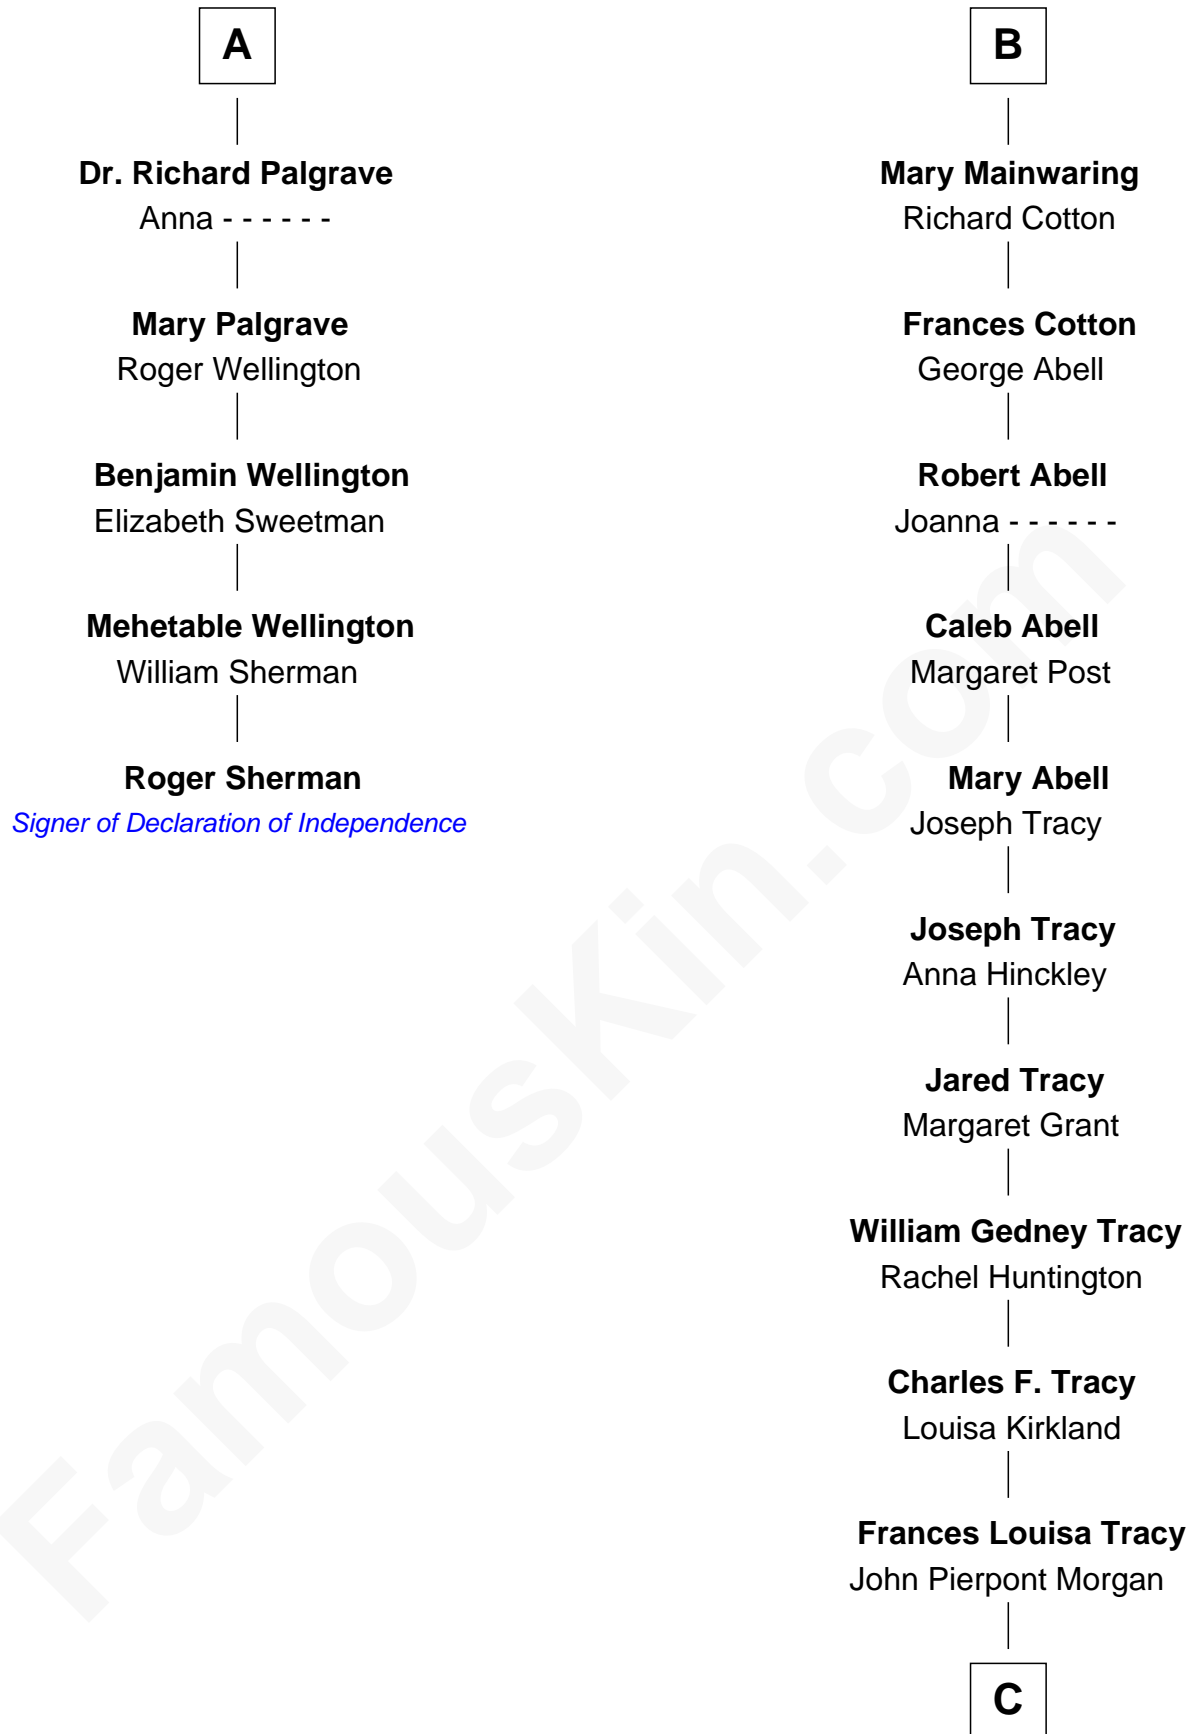 A
Dr. Richard Palgrave
Anna - - - - - -
Mary Palgrave
Roger Wellington
Benjamin Wellington
Elizabeth Sweetman
Mehetable Wellington
William Sherman
Roger Sherman
Signer of Declaration of Independence
B
Mary Mainwaring
Richard Cotton
Frances Cotton
George Abell
Robert Abell
Joanna - - - - - -
Caleb Abell
Margaret Post
Mary Abell
Joseph Tracy
Joseph Tracy
Anna Hinckley
Jared Tracy
Margaret Grant
William Gedney Tracy
Rachel Huntington
Charles F. Tracy
Louisa Kirkland
Frances Louisa Tracy
John Pierpont Morgan
C
FamousKin.com